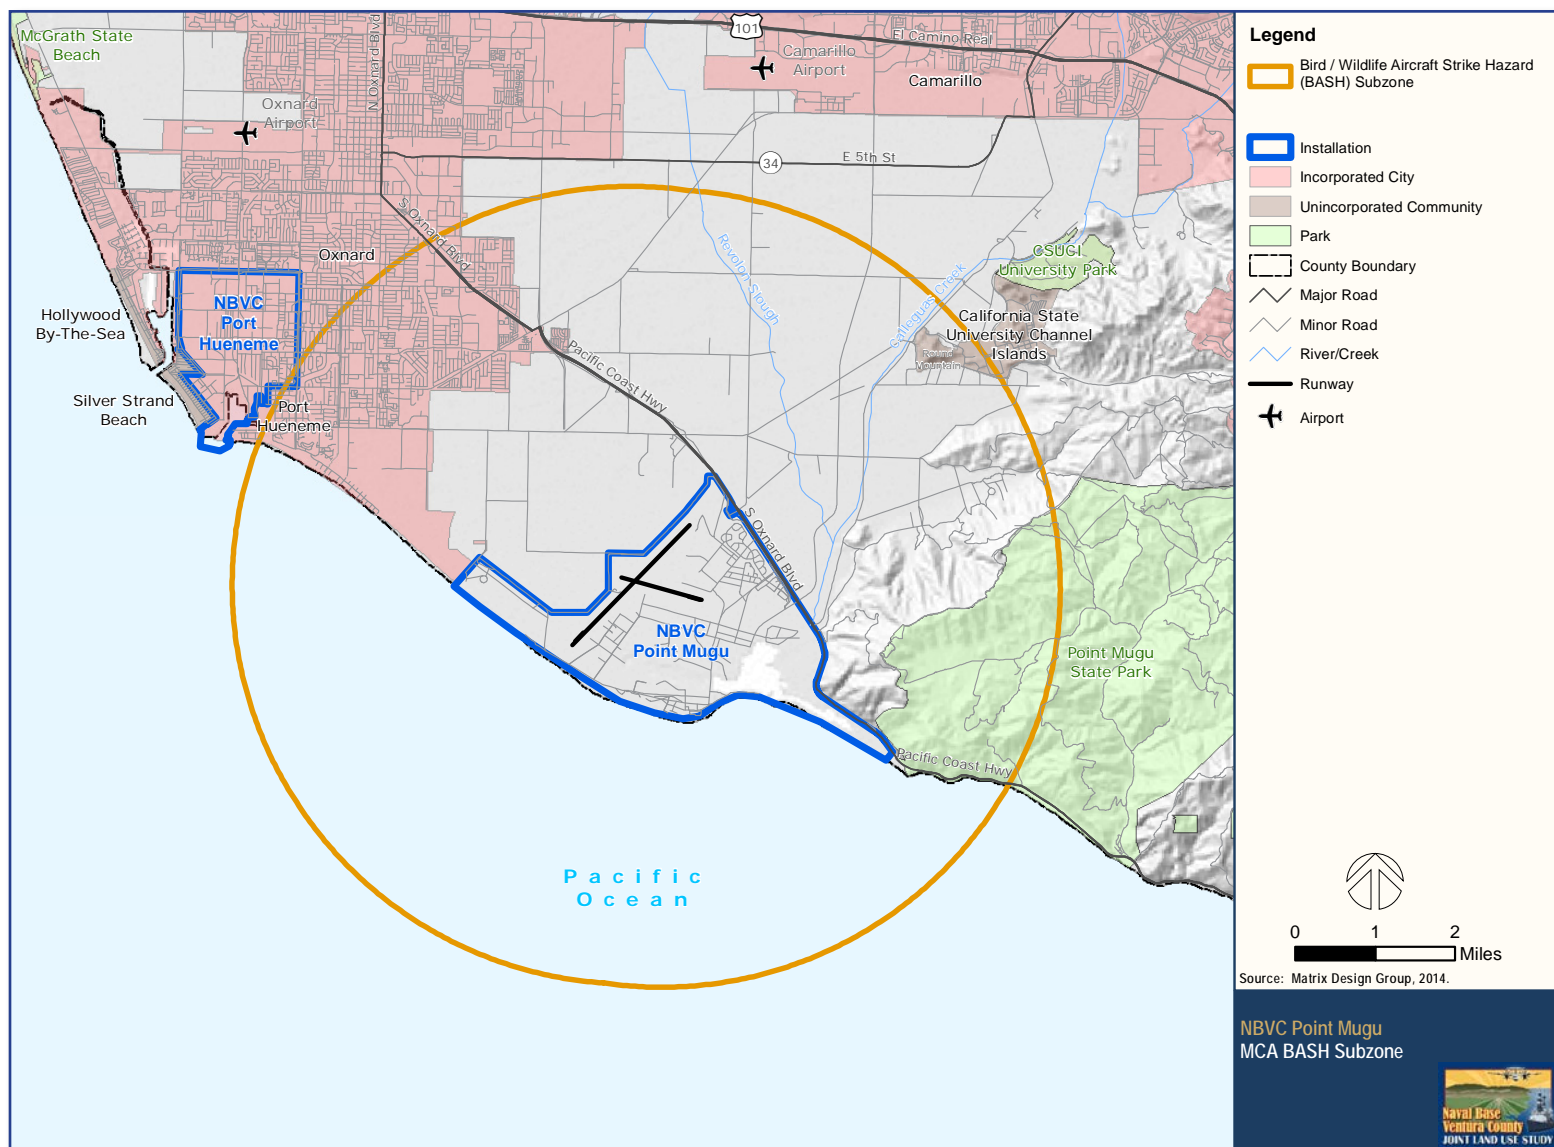 McGrath State
Beach
Oxnard
Airport
N Oxnard Blvd
101
El Camino Real
Camarillo
Airport
Camarillo
34
E 5th St
S Oxnard Blvd
Oxnard
Revolon Slough
Calleguas Creek
CSUCI
University Park
NBVC
Port
Hueneme
Hollywood
By-The-Sea
California State
University Channel
Islands
Round
Mountain
Pacific Coast Hwy
Silver Strand
Beach
Port
Hueneme
S Oxnard Blvd
NBVC
Point Mugu
Point Mugu
State Park
Pacific Coast Hwy
Pacific
Ocean
Legend
Bird / Wildlife Aircraft Strike Hazard
(BASH) Subzone
Installation
Incorporated City
Unincorporated Community
Park
County Boundary
Major Road
Minor Road
River/Creek
Runway
Airport
0 1 2
Miles
Source: Matrix Design Group, 2014.
NBVC Point Mugu
MCA BASH Subzone
Naval Base
Ventura County
JOINT LAND USE STUDY